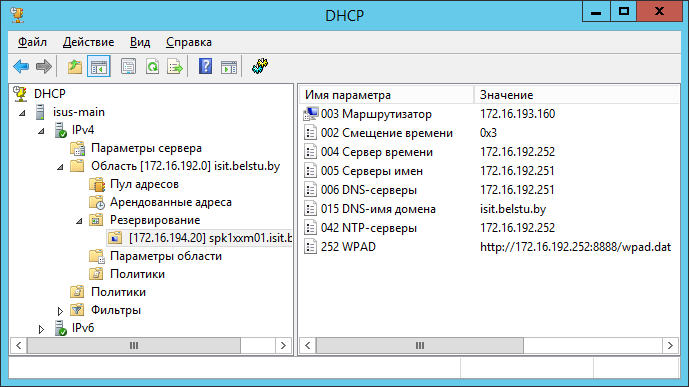 DHCP
Файл Действие Вид Справка
DHCP
isus-main
IPv4
Параметры сервера
Область [172.16.192.0] isit.belstu.by
Пул адресов
Арендованные адреса
Резервирование
[172.16.194.20] spk1xxm01.isit.b
Параметры области
Политики
Политики
Фильтры
IPv6
Имя параметра Значение
003 Маршрутизатор 172.16.193.160
002 Смещение времени 0x3
004 Сервер времени 172.16.192.252
005 Серверы имен 172.16.192.251
006 DNS-серверы 172.16.192.251
015 DNS-имя домена isit.belstu.by
042 NTP-серверы 172.16.192.252
252 WPAD http://172.16.192.252:8888/wpad.dat